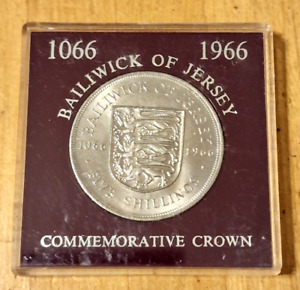 1066 1966
BAILIWICK OF JERSEY
BAILIWICK OF JERSEY
1066 1966
FIVE SHILLINGS
COMMEMORATIVE CROWN